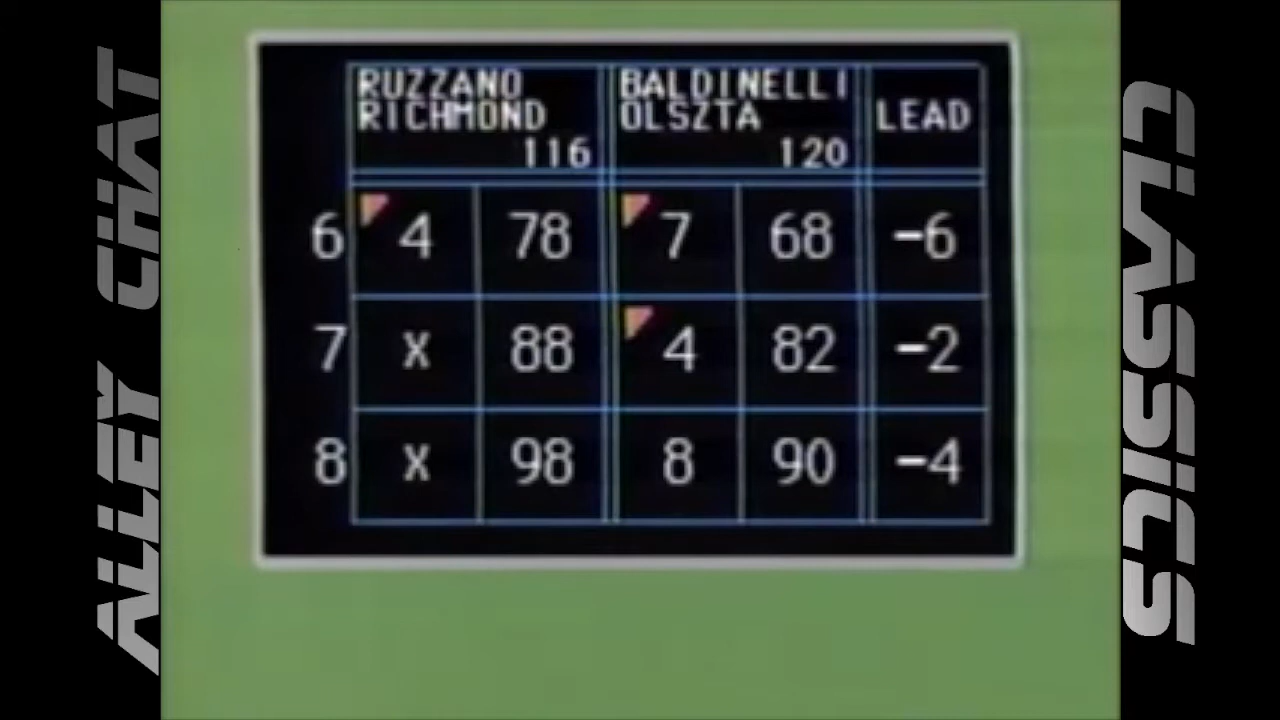 ALLEY CHAT
RUZZANO BALDINELLI
RICHMOND OLSZTA LEAD
116 120
6 4 78 7 68 -6
7 X 88 4 82 -2
8 X 98 8 90 -4
CLASSICS